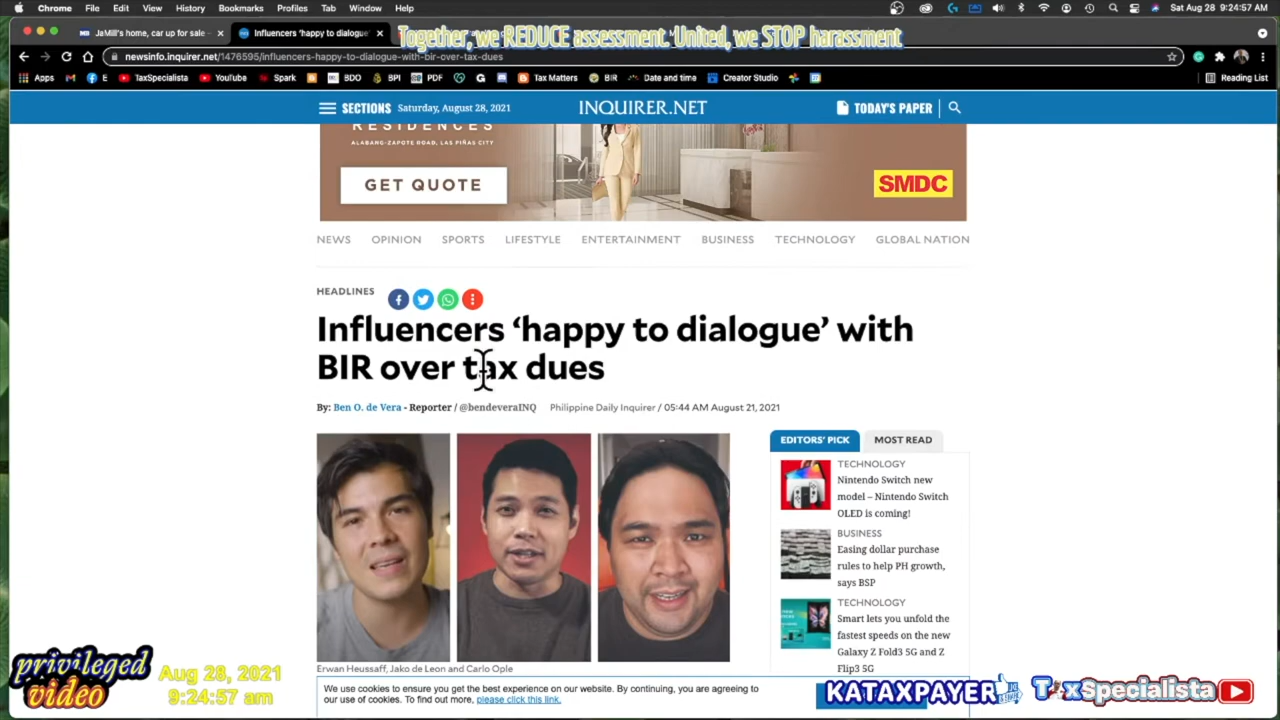 Chrome File Edit View History Bookmarks Profiles Tab Window Help Sat Aug 28 9:24:57 AM
JaMill's home, car up for sale – Influencers 'happy to dialogue'
Together, we REDUCE assessment. United, we STOP harassment
newsinfo.inquirer.net/1476595/influencers-happy-to-dialogue-with-bir-over-tax-dues
Apps TaxSpecialista YouTube Spark BDO BPI PDF Tax Matters BIR Date and time Creator Studio Reading List
SECTIONS Saturday, August 28, 2021 INQUIRER.NET TODAY'S PAPER
RESIDENCES
ALABANG-ZAPOTE ROAD, LAS PIÑAS CITY
GET QUOTE
SMDC
NEWS OPINION SPORTS LIFESTYLE ENTERTAINMENT BUSINESS TECHNOLOGY GLOBAL NATION
HEADLINES
Influencers ‘happy to dialogue’ with
BIR over tax dues
By: Ben O. de Vera - Reporter / @bendeveraINQ Philippine Daily Inquirer / 05:44 AM August 21, 2021
EDITORS' PICK MOST READ
TECHNOLOGY
Nintendo Switch new
model – Nintendo Switch
OLED is coming!
BUSINESS
Easing dollar purchase
rules to help PH growth,
says BSP
TECHNOLOGY
Smart lets you unfold the
fastest speeds on the new
Galaxy Z Fold3 5G and Z
Flip3 5G
Erwan Heussaff, Jako de Leon and Carlo Ople
We use cookies to ensure you get the best experience on our website. By continuing, you are agreeing to
our use of cookies. To find out more, please click this link.
privileged
video
Aug 28, 2021
9:24:57 am
KATAXPAYER TaxSpecialista